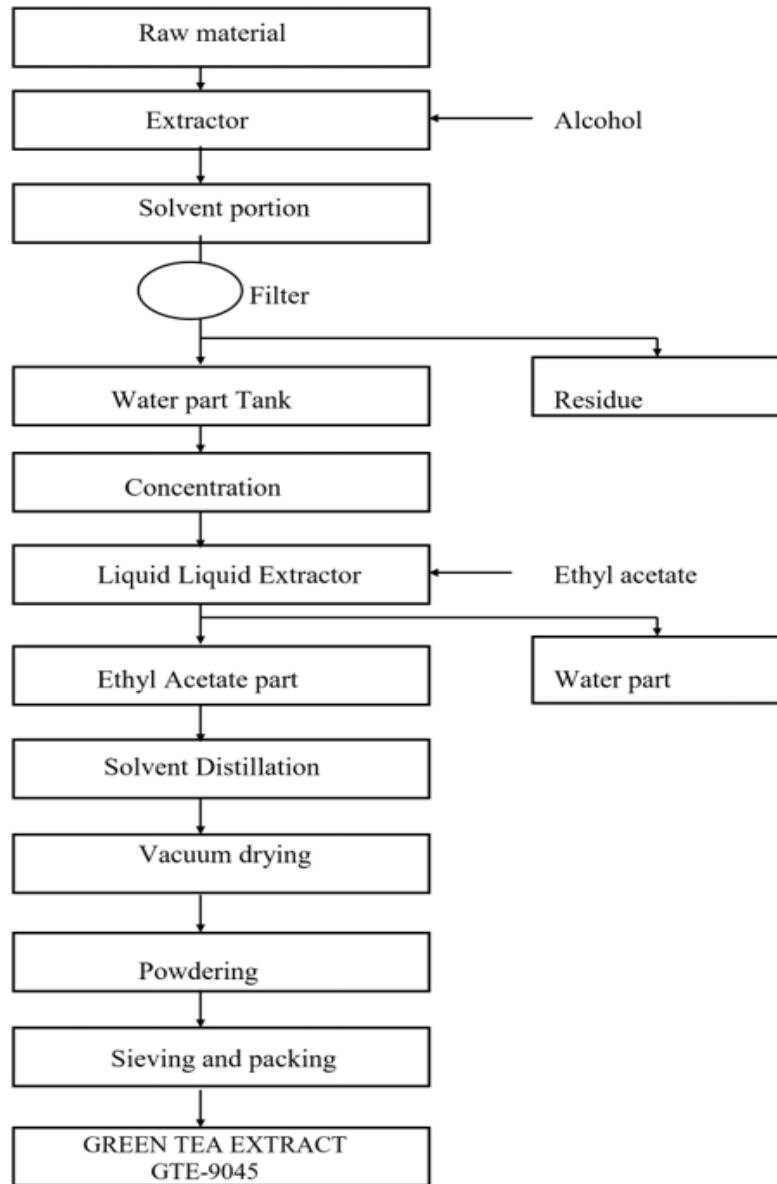 Raw material
Extractor
Alcohol
Solvent portion
Filter
Water part Tank
Residue
Concentration
Liquid Liquid Extractor
Ethyl acetate
Ethyl Acetate part
Water part
Solvent Distillation
Vacuum drying
Powdering
Sieving and packing
GREEN TEA EXTRACT
GTE-9045